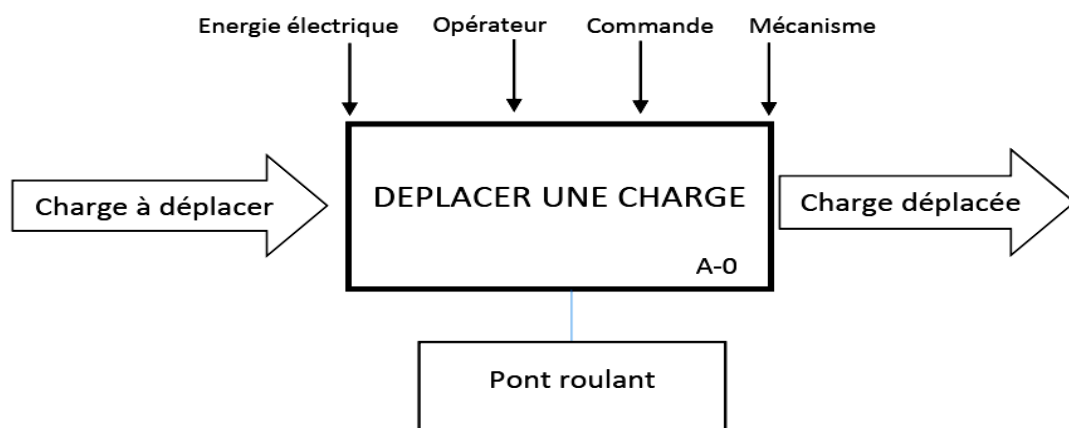 Energie électrique Opérateur Commande Mécanisme
Charge à déplacer DEPLACER UNE CHARGE Charge déplacée
A-0
Pont roulant